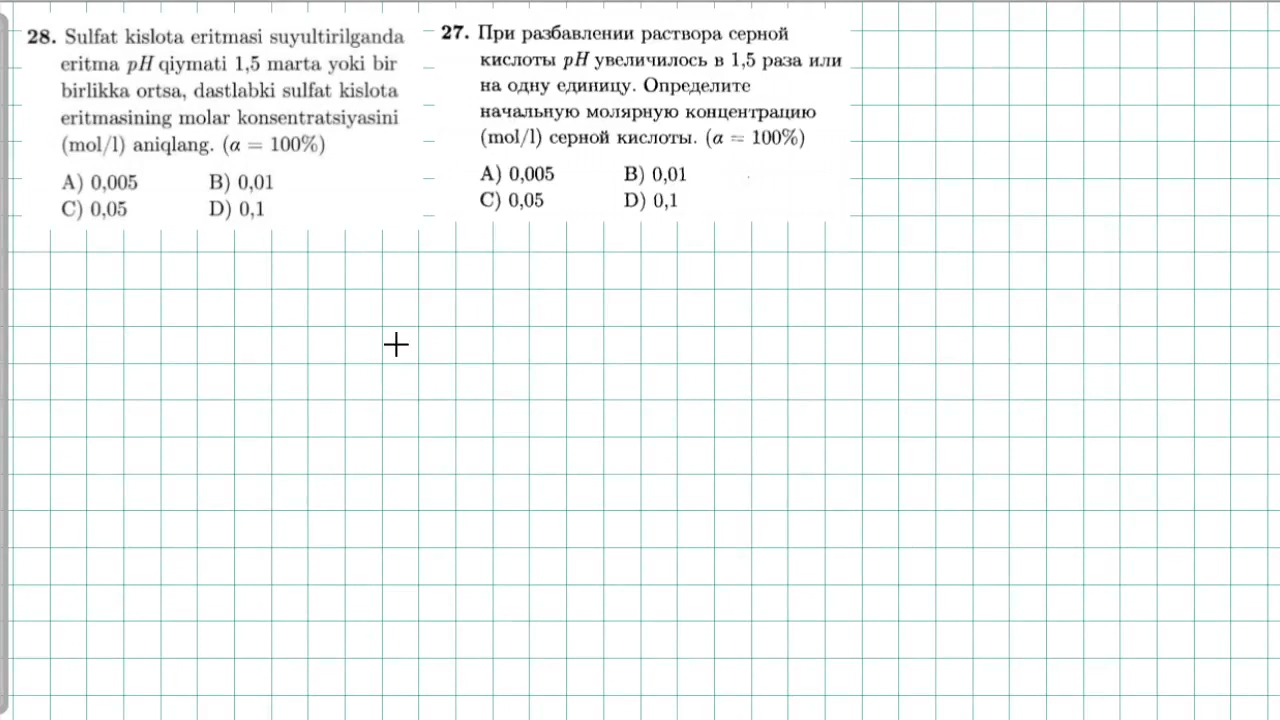 28. Sulfat kislota eritmasi suyultirilganda
eritma pH qiymati 1,5 marta yoki bir
birlikka ortsa, dastlabki sulfat kislota
eritmasining molar konsentratsiyasini
(mol/l) aniqlang. (α = 100%)
A) 0,005 B) 0,01
C) 0,05 D) 0,1
27. При разбавлении раствора серной
кислоты pH увеличилось в 1,5 раза или
на одну единицу. Определите
начальную молярную концентрацию
(mol/l) серной кислоты. (α = 100%)
A) 0,005 B) 0,01
C) 0,05 D) 0,1